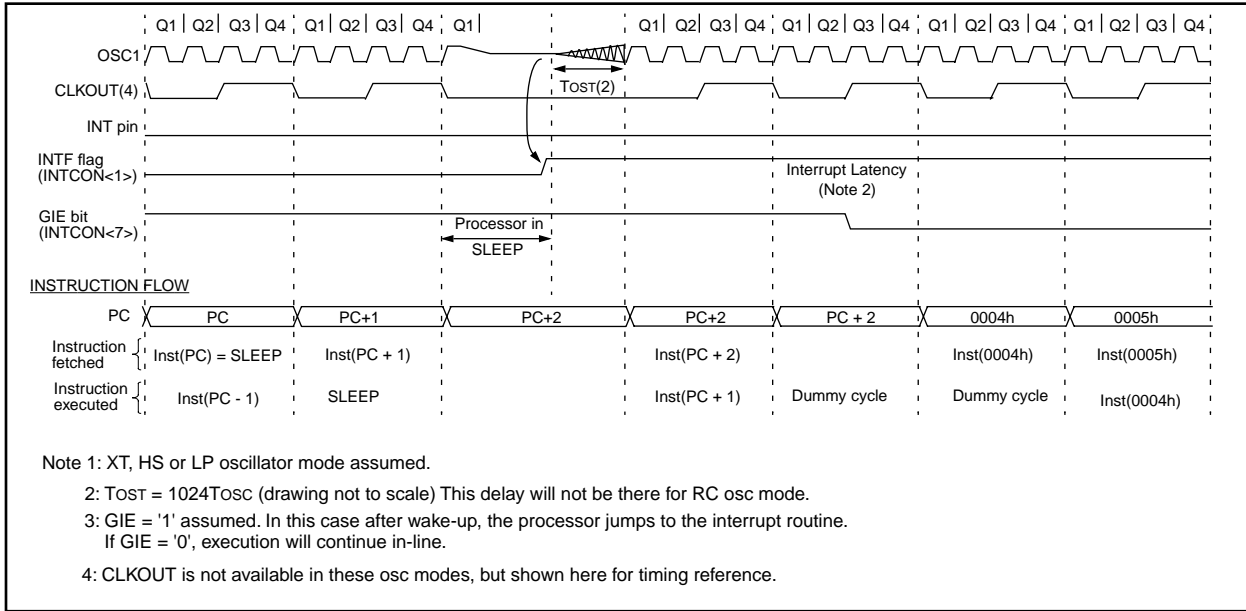 Q1 Q2 Q3 Q4 Q1 Q2 Q3 Q4 Q1 Q1 Q2 Q3 Q4 Q1 Q2 Q3 Q4 Q1 Q2 Q3 Q4 Q1 Q2 Q3 Q4
OSC1
TOST(2)
CLKOUT(4)
INT pin
INTF flag
(INTCON<1>)
Interrupt Latency
(Note 2)
GIE bit
(INTCON<7>)
Processor in
SLEEP
INSTRUCTION FLOW
PC PC PC+1 PC+2 PC+2 PC + 2 0004h 0005h
Instruction
fetched
Inst(PC) = SLEEP Inst(PC + 1) Inst(PC + 2) Inst(0004h) Inst(0005h)
Instruction
executed
Inst(PC - 1) SLEEP Inst(PC + 1) Dummy cycle Dummy cycle Inst(0004h)
Note 1: XT, HS or LP oscillator mode assumed.
2: TOST = 1024TOSC (drawing not to scale) This delay will not be there for RC osc mode.
3: GIE = '1' assumed. In this case after wake-up, the processor jumps to the interrupt routine.
If GIE = '0', execution will continue in-line.
4: CLKOUT is not available in these osc modes, but shown here for timing reference.